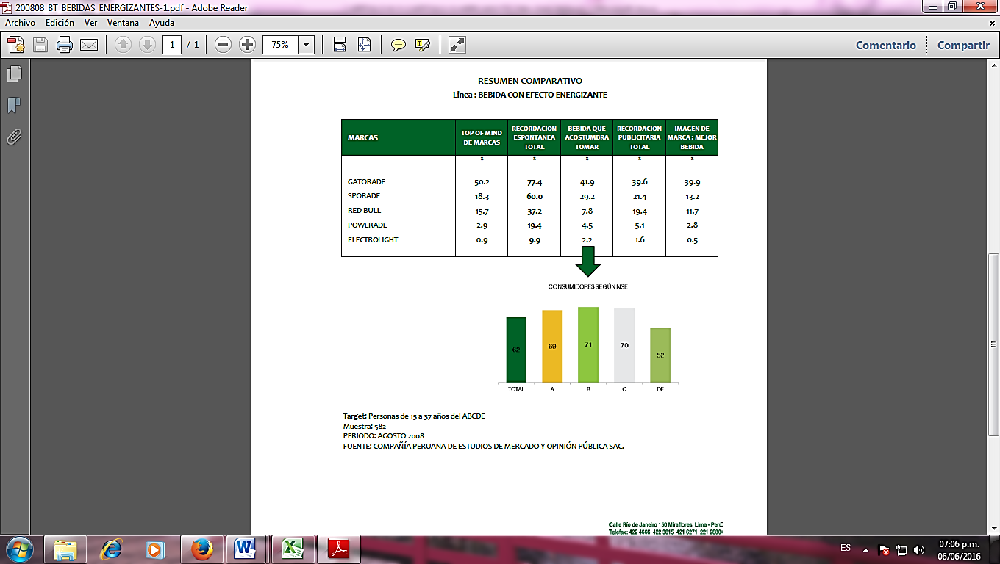 200808_BT_BEBIDAS_ENERGIZANTES-1.pdf - Adobe Reader
Archivo Edición Ver Ventana Ayuda
1 / 1 75% Comentario Compartir
RESUMEN COMPARATIVO
Linea : BEBIDA CON EFECTO ENERGIZANTE
MARCAS TOP OF MIND DE MARCAS RECORDACION ESPONTANEA TOTAL BEBIDA QUE ACOSTUMBRA TOMAR RECORDACION PUBLICITARIA TOTAL IMAGEN DE MARCA : MEJOR BEBIDA
GATORADE 50.2 77.4 41.9 39.6 39.9
SPORADE 18.3 60.0 29.2 21.4 13.2
RED BULL 15.7 37.2 7.8 19.4 11.7
POWERADE 2.9 19.4 4.5 5.1 2.8
ELECTROLIGHT 0.9 9.9 2.2 1.6 0.5
CONSUMIDORES SEGÚN NSE
62 69 71 70 52
TOTAL A B C DE
Target: Personas de 15 a 37 años del ABCDE
Muestra: 582
PERIODO: AGOSTO 2008
FUENTE: COMPAÑÍA PERUANA DE ESTUDIOS DE MERCADO Y OPINIÓN PÚBLICA SAC.
Calle Río de Janeiro 150 Miraflores. Lima - Perú
Telefax: 422 4666 422 3815 421 6271 221 2880
ES 07:06 p.m.
06/06/2016